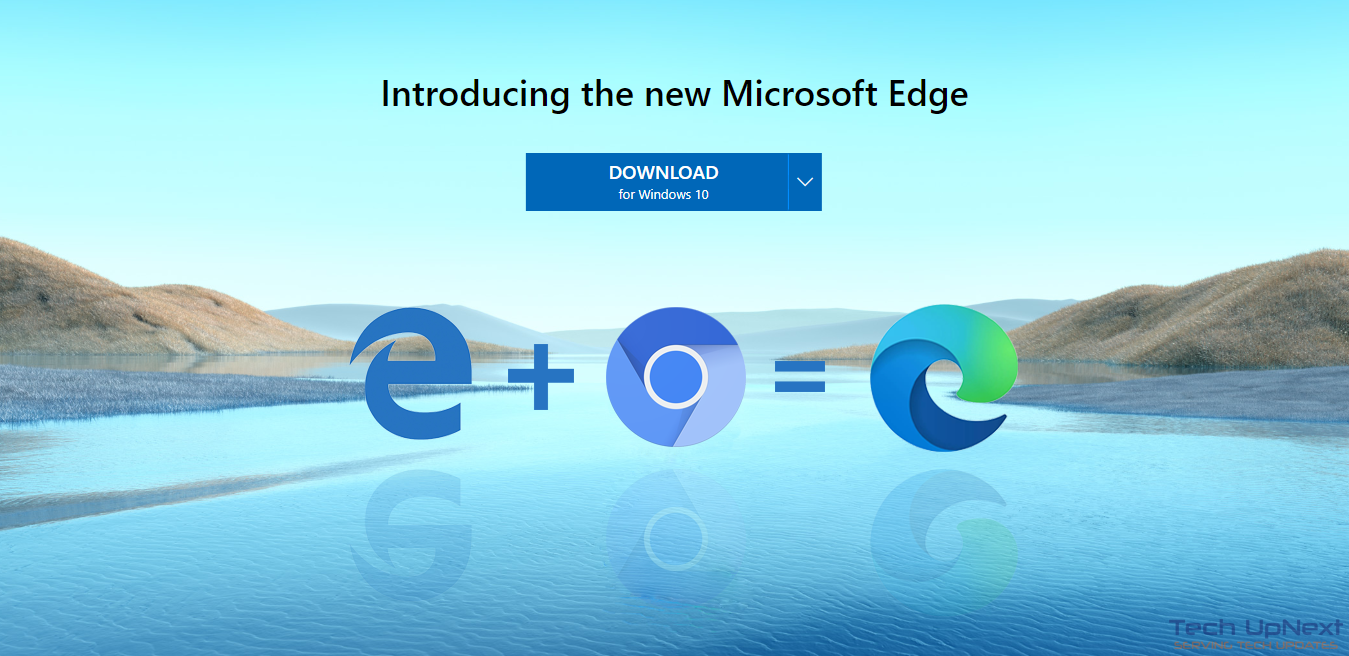 Introducing the new Microsoft Edge
DOWNLOAD
for Windows 10
+
=
Tech UpNext
SERVING TECH UPDATES